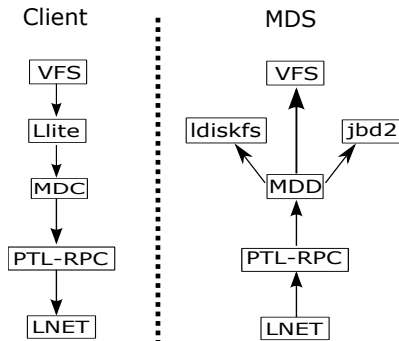 Client
VFS
Llite
MDC
PTL-RPC
LNET
MDS
VFS
ldiskfs
jbd2
MDD
PTL-RPC
LNET